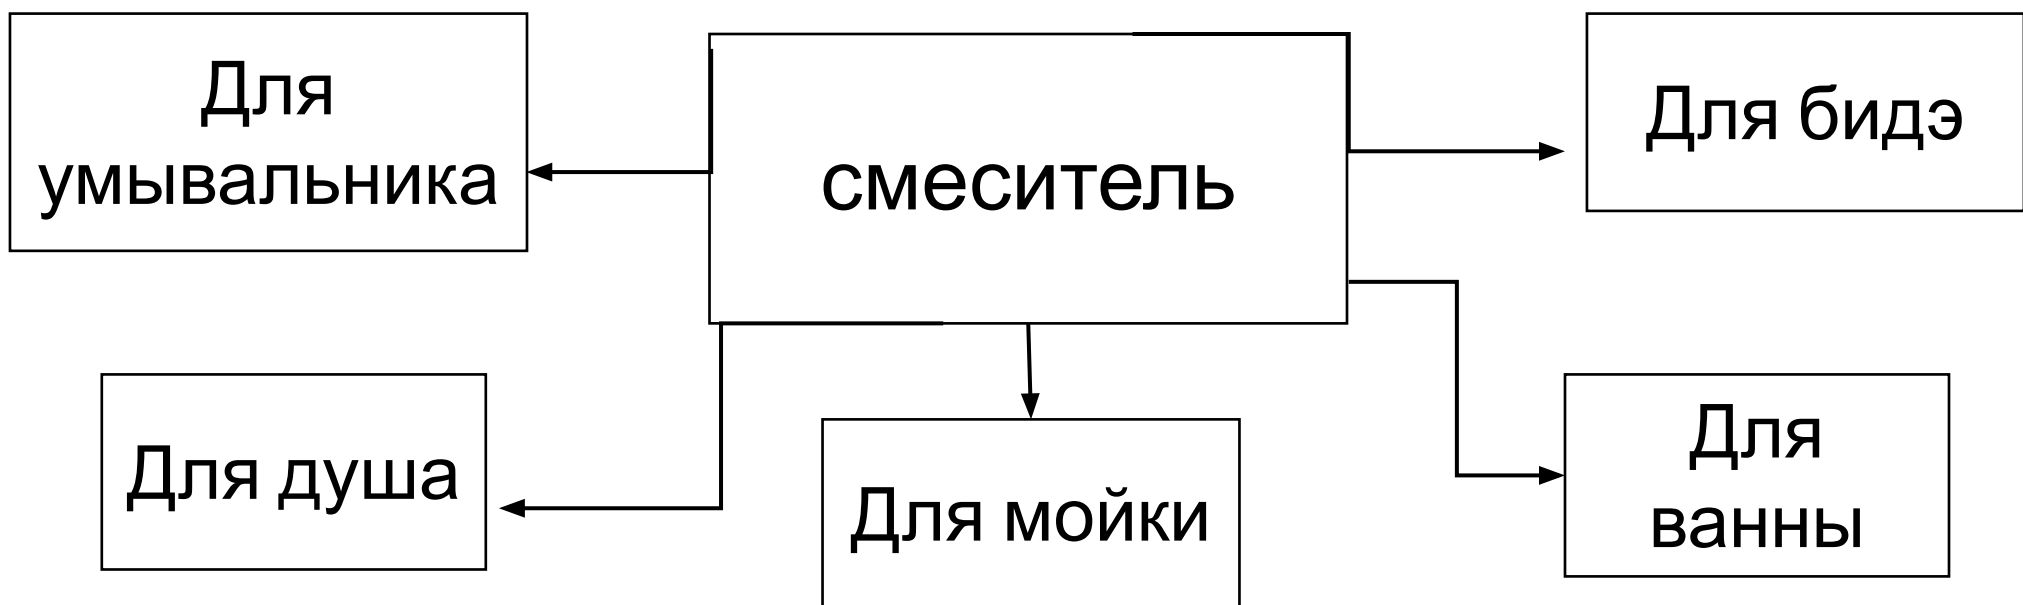 Для
умывальника
смеситель
Для бидэ
Для душа
Для мойки
Для
ванны